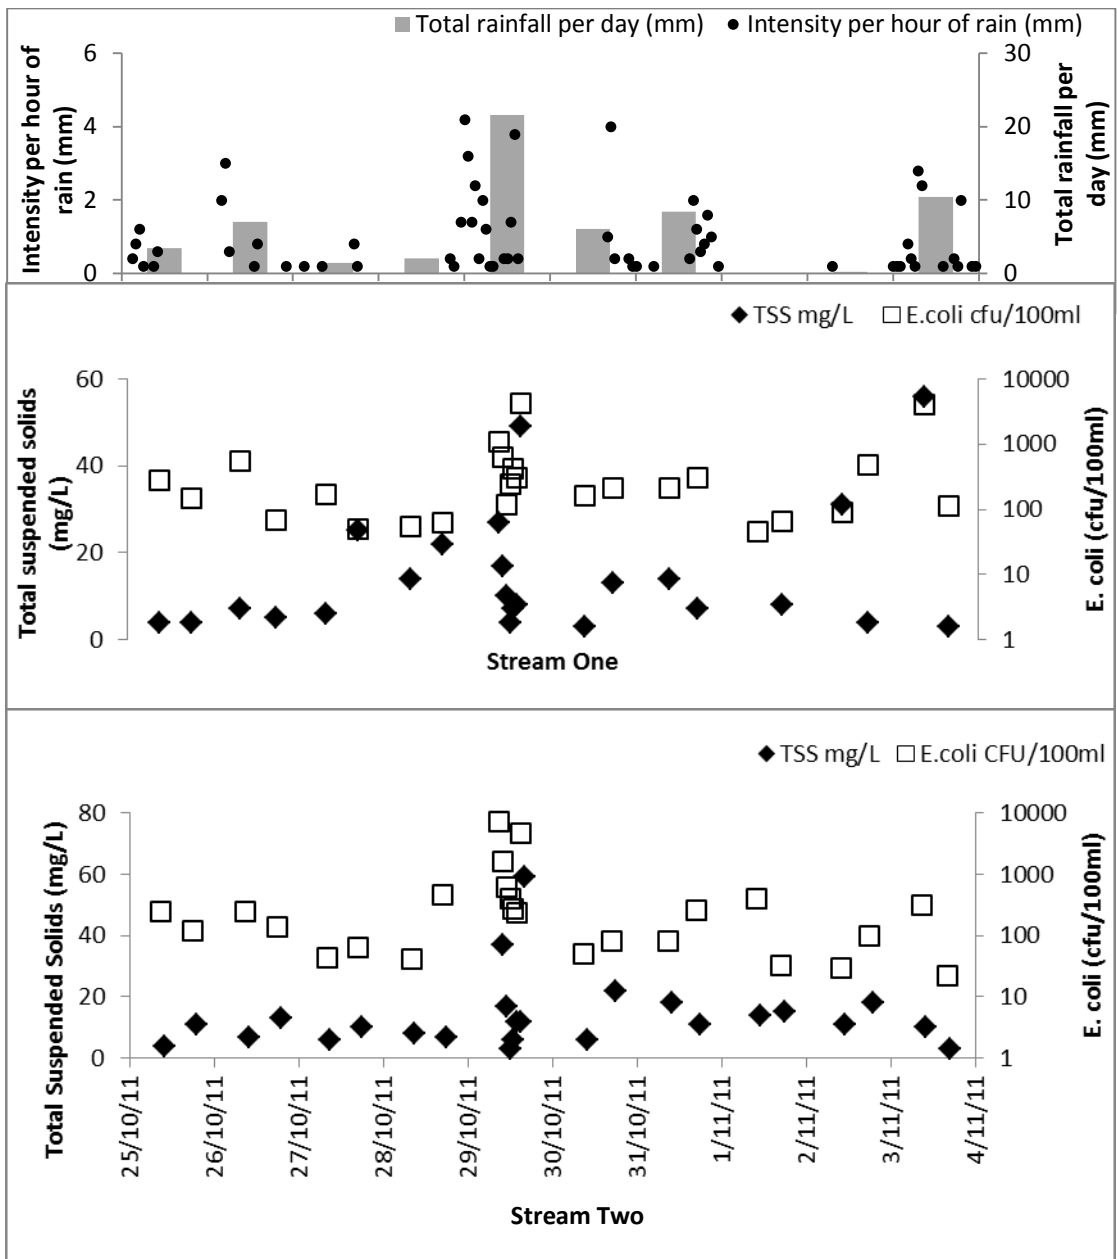 Total rainfall per day (mm) Intensity per hour of rain (mm)
Intensity per hour of
rain (mm)
6
4
2
0
30
20
10
0
Total rainfall per
day (mm)
TSS mg/L E.coli cfu/100ml
Total suspended solids
(mg/L)
60
40
20
0
10000
1000
100
10
1
E. coli (cfu/100ml)
Stream One
TSS mg/L E.coli CFU/100ml
Total Suspended Solids (mg/L)
80
60
40
20
0
10000
1000
100
10
1
E. coli (cfu/100ml)
25/10/11
26/10/11
27/10/11
28/10/11
29/10/11
30/10/11
31/10/11
1/11/11
2/11/11
3/11/11
4/11/11
Stream Two